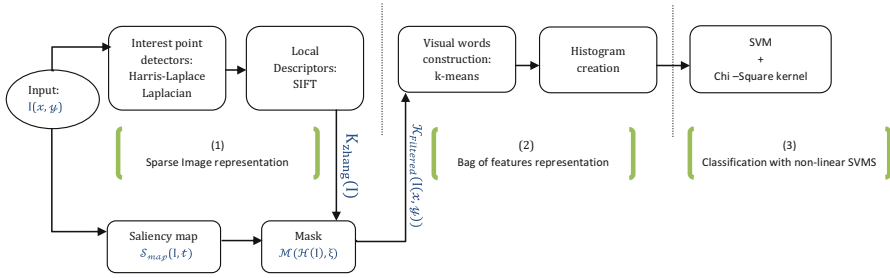 Input:
I(x, y)
Interest point
detectors:
Harris-Laplace
Laplacian
Local
Descriptors:
SIFT
Visual words
construction:
k-means
Histogram
creation
SVM
+
Chi –Square kernel
(1)
Sparse Image representation
K_zhang(I)
𝒦_Filtered(I(x, y))
(2)
Bag of features representation
(3)
Classification with non-linear SVMS
Saliency map
𝒮_map(I, t)
Mask
ℳ(ℋ(I), ξ)